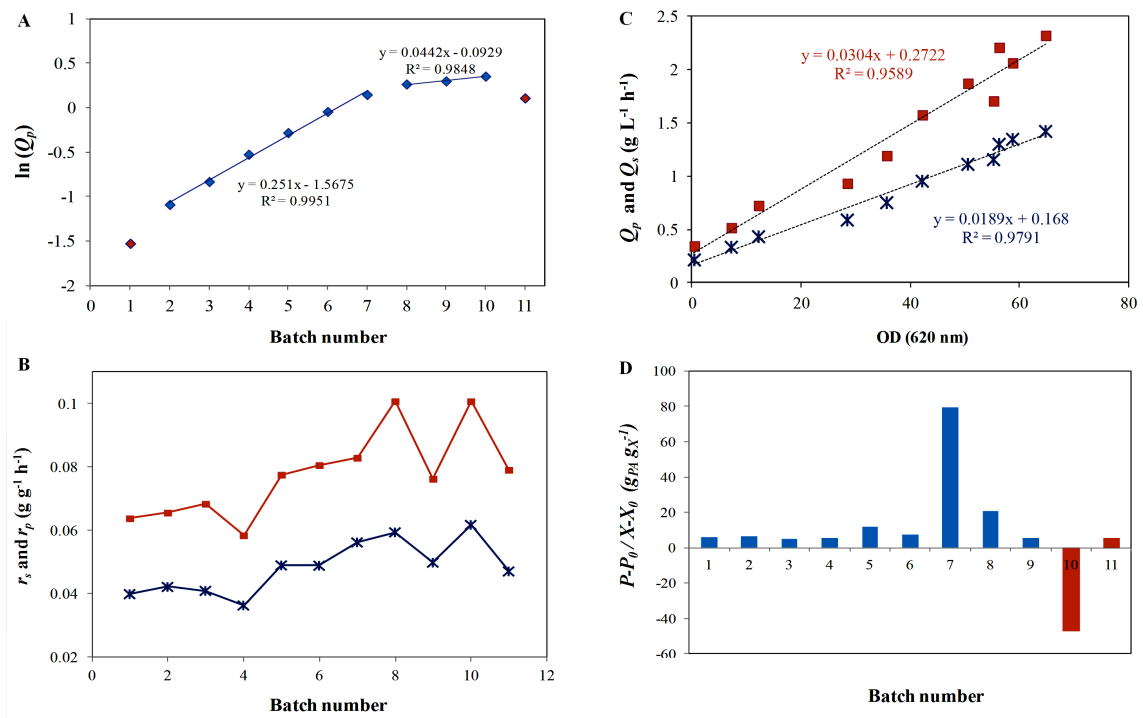 A
1
0.5
0
-0.5
-1
-1.5
-2
ln (Qp)
y = 0.0442x - 0.0929
R² = 0.9848
y = 0.251x - 1.5675
R² = 0.9951
0 1 2 3 4 5 6 7 8 9 10 11
Batch number
B
0.1
0.08
0.06
0.04
0.02
rs and rp (g g-1 h-1)
0 2 4 6 8 10 12
Batch number
C
2.5
2
1.5
1
0.5
0
Qp and Qs (g L-1 h-1)
y = 0.0304x + 0.2722
R² = 0.9589
y = 0.0189x + 0.168
R² = 0.9791
0 20 40 60 80
OD (620 nm)
D
100
80
60
40
20
0
-20
-40
-60
P-P0 / X-X0 (gPA gX-1)
1 2 3 4 5 6 7 8 9 10 11
Batch number